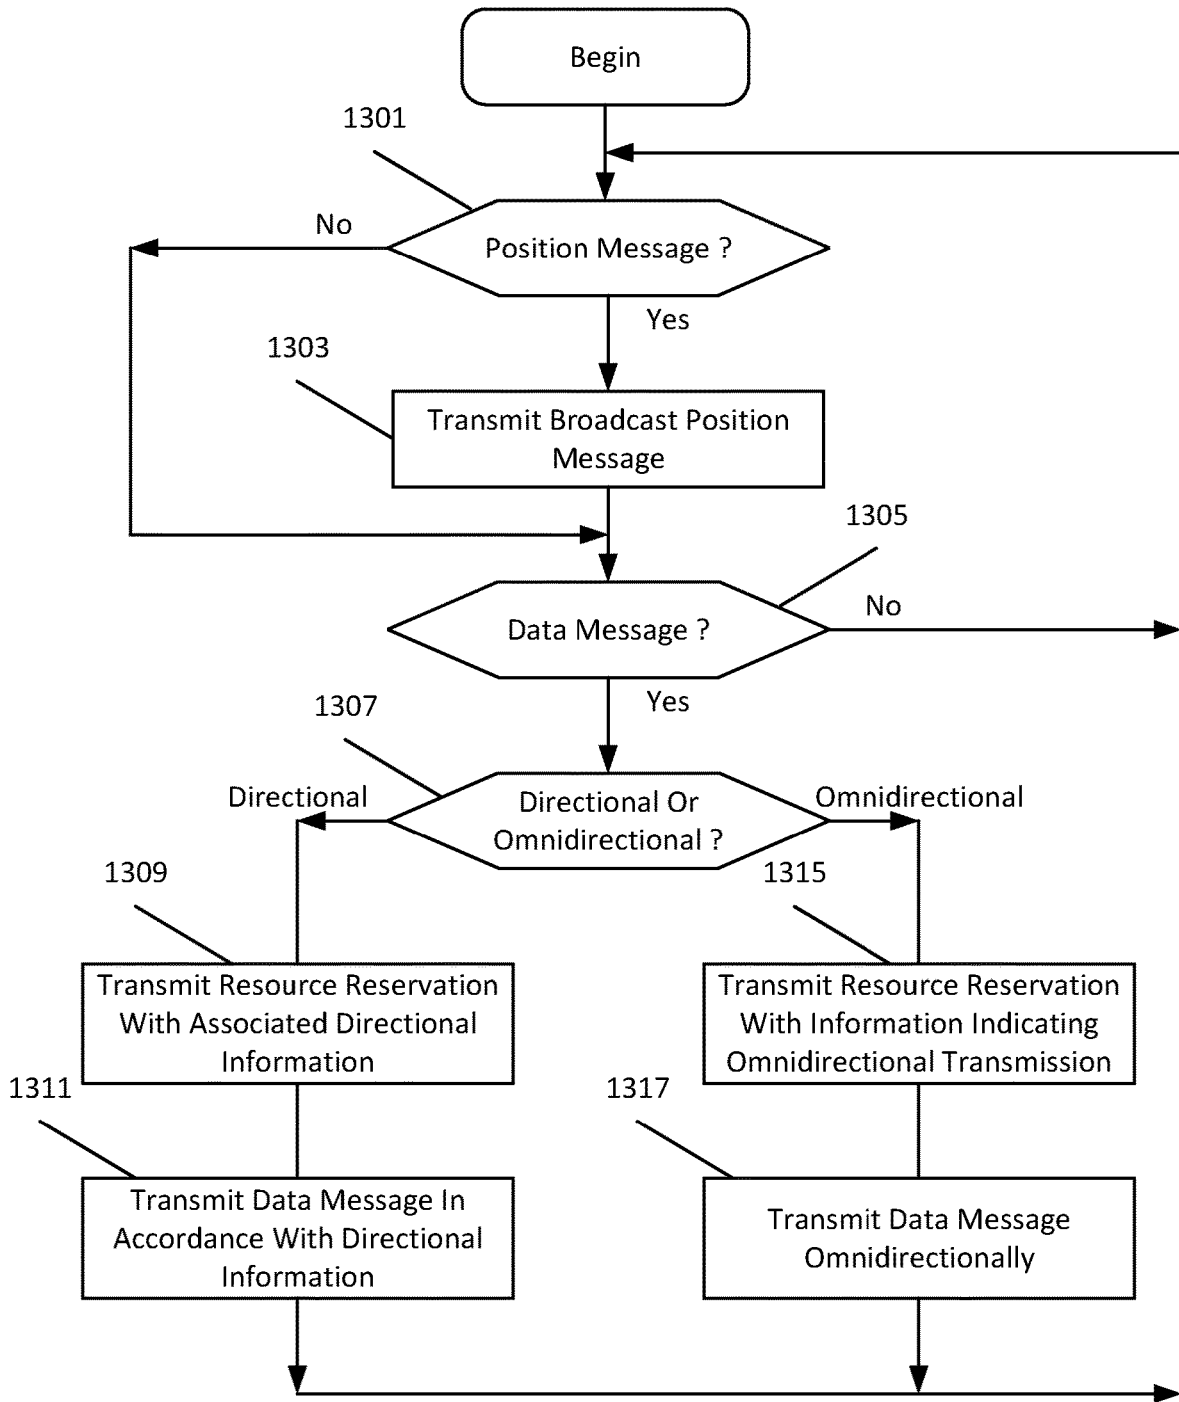 Begin
1301
No
Position Message ?
Yes
1303
Transmit Broadcast Position
Message
1305
Data Message ?
No
Yes
1307
Directional
Directional Or
Omnidirectional ?
Omnidirectional
1309
1315
Transmit Resource Reservation
With Associated Directional
Information
Transmit Resource Reservation
With Information Indicating
Omnidirectional Transmission
1311
1317
Transmit Data Message In
Accordance With Directional
Information
Transmit Data Message
Omnidirectionally